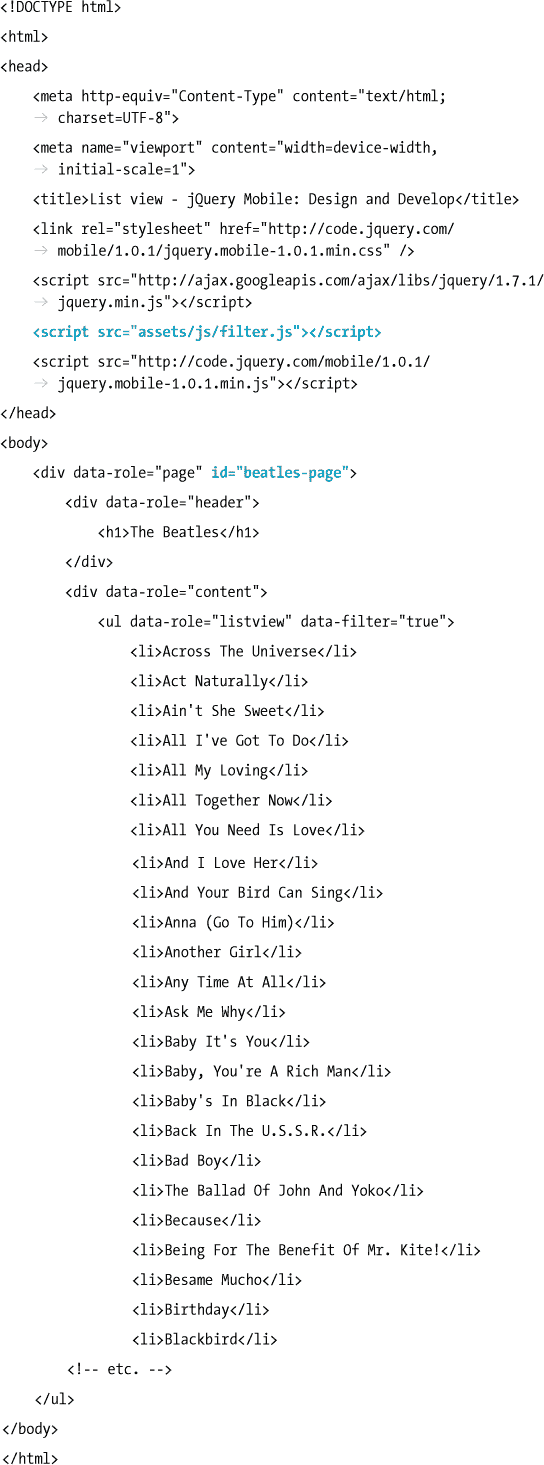 <!DOCTYPE html>
<html>
<head>
<meta http-equiv="Content-Type" content="text/html;
→ charset=UTF-8">
<meta name="viewport" content="width=device-width,
→ initial-scale=1">
<title>List view - jQuery Mobile: Design and Develop</title>
<link rel="stylesheet" href="http://code.jquery.com/
→ mobile/1.0.1/jquery.mobile-1.0.1.min.css" />
<script src="http://ajax.googleapis.com/ajax/libs/jquery/1.7.1/
→ jquery.min.js"></script>
<script src="assets/js/filter.js"></script>
<script src="http://code.jquery.com/mobile/1.0.1/
→ jquery.mobile-1.0.1.min.js"></script>
</head>
<body>
<div data-role="page" id="beatles-page">
<div data-role="header">
<h1>The Beatles</h1>
</div>
<div data-role="content">
<ul data-role="listview" data-filter="true">
<li>Across The Universe</li>
<li>Act Naturally</li>
<li>Ain't She Sweet</li>
<li>All I've Got To Do</li>
<li>All My Loving</li>
<li>All Together Now</li>
<li>All You Need Is Love</li>
<li>And I Love Her</li>
<li>And Your Bird Can Sing</li>
<li>Anna (Go To Him)</li>
<li>Another Girl</li>
<li>Any Time At All</li>
<li>Ask Me Why</li>
<li>Baby It's You</li>
<li>Baby, You're A Rich Man</li>
<li>Baby's In Black</li>
<li>Back In The U.S.S.R.</li>
<li>Bad Boy</li>
<li>The Ballad Of John And Yoko</li>
<li>Because</li>
<li>Being For The Benefit Of Mr. Kite!</li>
<li>Besame Mucho</li>
<li>Birthday</li>
<li>Blackbird</li>
<!-- etc. -->
</ul>
</body>
</html>